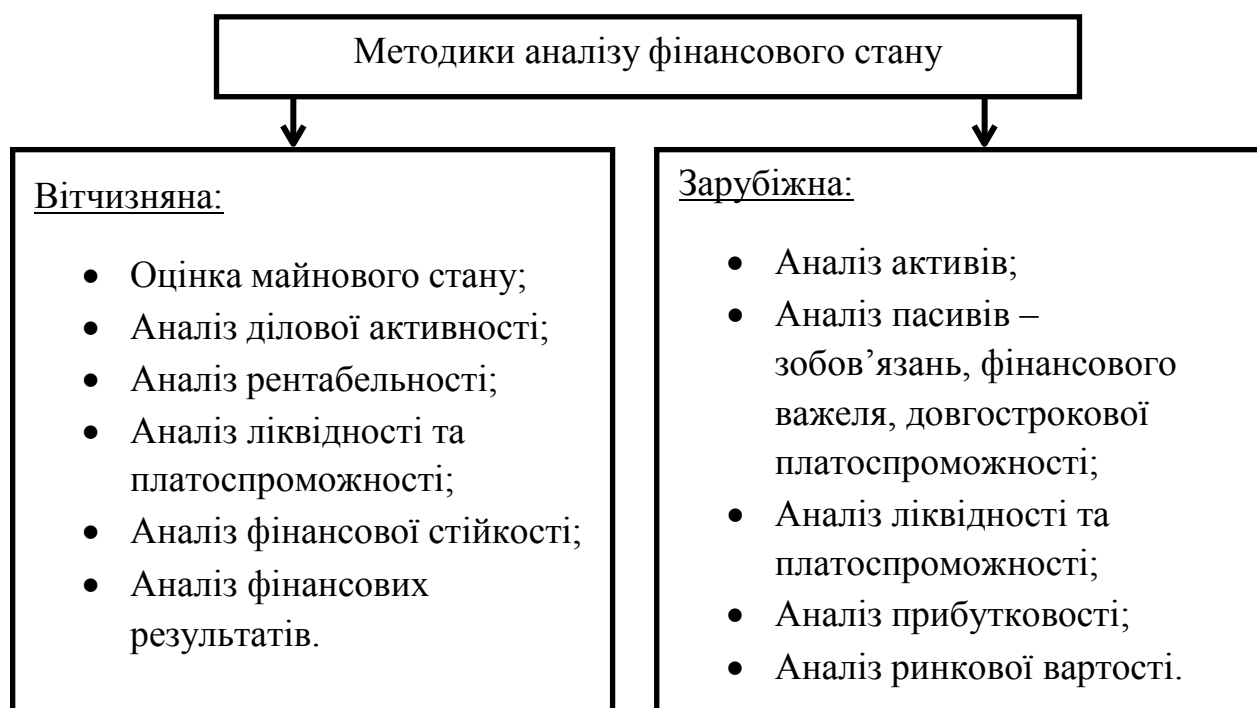 Методики аналізу фінансового стану
Вітчизняна:
• Оцінка майнового стану;
• Аналіз ділової активності;
• Аналіз рентабельності;
• Аналіз ліквідності та
платоспроможності;
• Аналіз фінансової стійкості;
• Аналіз фінансових
результатів.
Зарубіжна:
• Аналіз активів;
• Аналіз пасивів –
зобов’язань, фінансового
важеля, довгострокової
платоспроможності;
• Аналіз ліквідності та
платоспроможності;
• Аналіз прибутковості;
• Аналіз ринкової вартості.